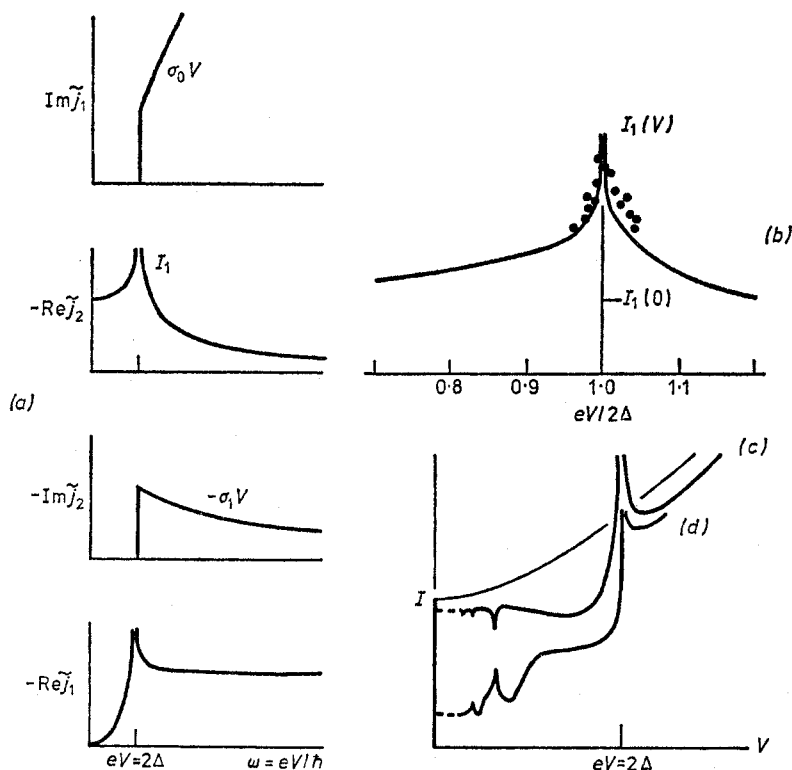 Im j̃₁
σ₀V
-Re j̃₂
I₁
(a)
-Im j̃₂
-σ₁V
-Re j̃₁
eV=2Δ
ω=eV/ħ
I₁(V)
(b)
I₁(0)
0·8
0·9
1·0
1·1
eV/2Δ
(c)
(d)
I
V
eV=2Δ